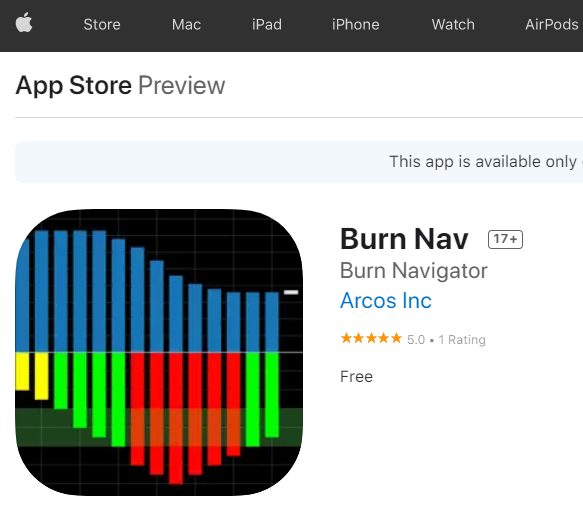 Store Mac iPad iPhone Watch AirPods
App Store Preview
This app is available only
Burn Nav 17+
Burn Navigator
Arcos Inc
5.0 • 1 Rating
Free